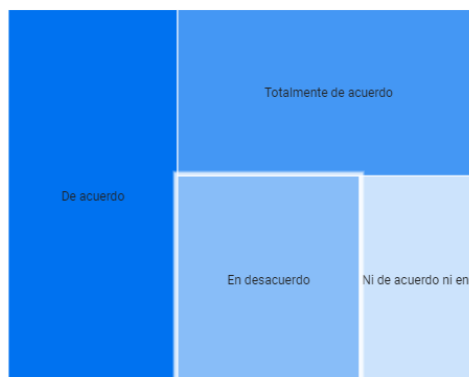 Totalmente de acuerdo
De acuerdo
En desacuerdo
Ni de acuerdo ni en